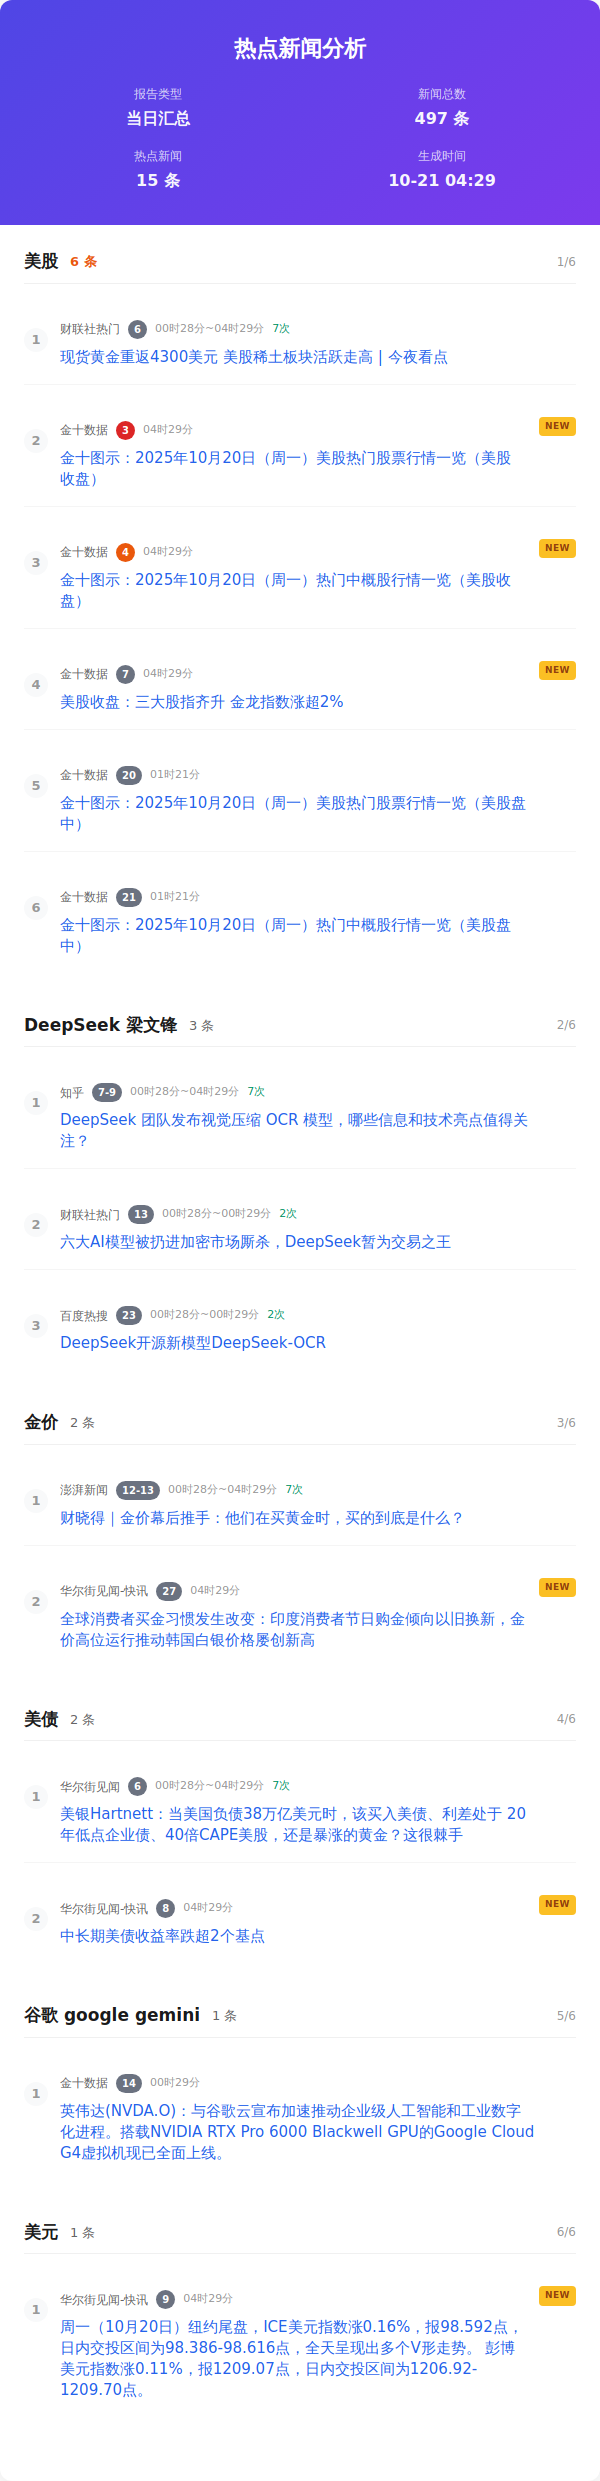 热点新闻分析
报告类型
新闻总数
当日汇总
497 条
热点新闻
生成时间
15 条
10-21 04:29
美股 6 条 1/6
1
财联社热门 6 00时28分~04时29分 7次
现货黄金重返4300美元 美股稀土板块活跃走高 | 今夜看点
2
金十数据 3 04时29分 NEW
金十图示：2025年10月20日（周一）美股热门股票行情一览（美股
收盘）
3
金十数据 4 04时29分 NEW
金十图示：2025年10月20日（周一）热门中概股行情一览（美股收
盘）
4
金十数据 7 04时29分 NEW
美股收盘：三大股指齐升 金龙指数涨超2%
5
金十数据 20 01时21分
金十图示：2025年10月20日（周一）美股热门股票行情一览（美股盘
中）
6
金十数据 21 01时21分
金十图示：2025年10月20日（周一）热门中概股行情一览（美股盘
中）
DeepSeek 梁文锋 3 条 2/6
1
知乎 7-9 00时28分~04时29分 7次
DeepSeek 团队发布视觉压缩 OCR 模型，哪些信息和技术亮点值得关
注？
2
财联社热门 13 00时28分~00时29分 2次
六大AI模型被扔进加密市场厮杀，DeepSeek暂为交易之王
3
百度热搜 23 00时28分~00时29分 2次
DeepSeek开源新模型DeepSeek-OCR
金价 2 条 3/6
1
澎湃新闻 12-13 00时28分~04时29分 7次
财晓得｜金价幕后推手：他们在买黄金时，买的到底是什么？
2
华尔街见闻-快讯 27 04时29分 NEW
全球消费者买金习惯发生改变：印度消费者节日购金倾向以旧换新，金
价高位运行推动韩国白银价格屡创新高
美债 2 条 4/6
1
华尔街见闻 6 00时28分~04时29分 7次
美银Hartnett：当美国负债38万亿美元时，该买入美债、利差处于 20
年低点企业债、40倍CAPE美股，还是暴涨的黄金？这很棘手
2
华尔街见闻-快讯 8 04时29分 NEW
中长期美债收益率跌超2个基点
谷歌 google gemini 1 条 5/6
1
金十数据 14 00时29分
英伟达(NVDA.O)：与谷歌云宣布加速推动企业级人工智能和工业数字
化进程。搭载NVIDIA RTX Pro 6000 Blackwell GPU的Google Cloud
G4虚拟机现已全面上线。
美元 1 条 6/6
1
华尔街见闻-快讯 9 04时29分 NEW
周一（10月20日）纽约尾盘，ICE美元指数涨0.16%，报98.592点，
日内交投区间为98.386-98.616点，全天呈现出多个V形走势。 彭博
美元指数涨0.11%，报1209.07点，日内交投区间为1206.92-
1209.70点。